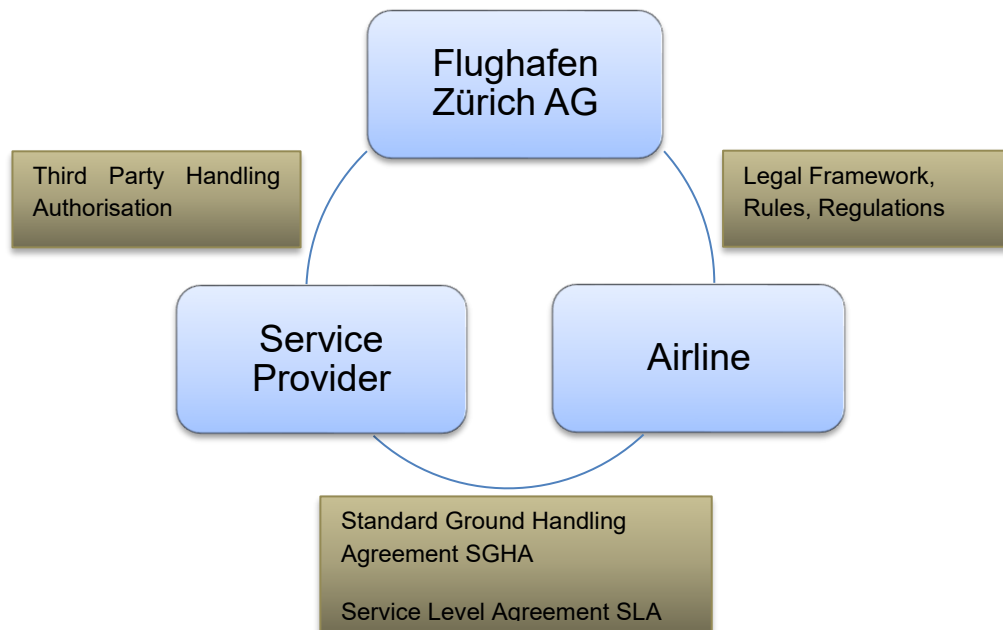 Flughafen
Zürich AG
Third Party Handling
Authorisation
Legal Framework,
Rules, Regulations
Service
Provider
Airline
Standard Ground Handling
Agreement SGHA
Service Level Agreement SLA